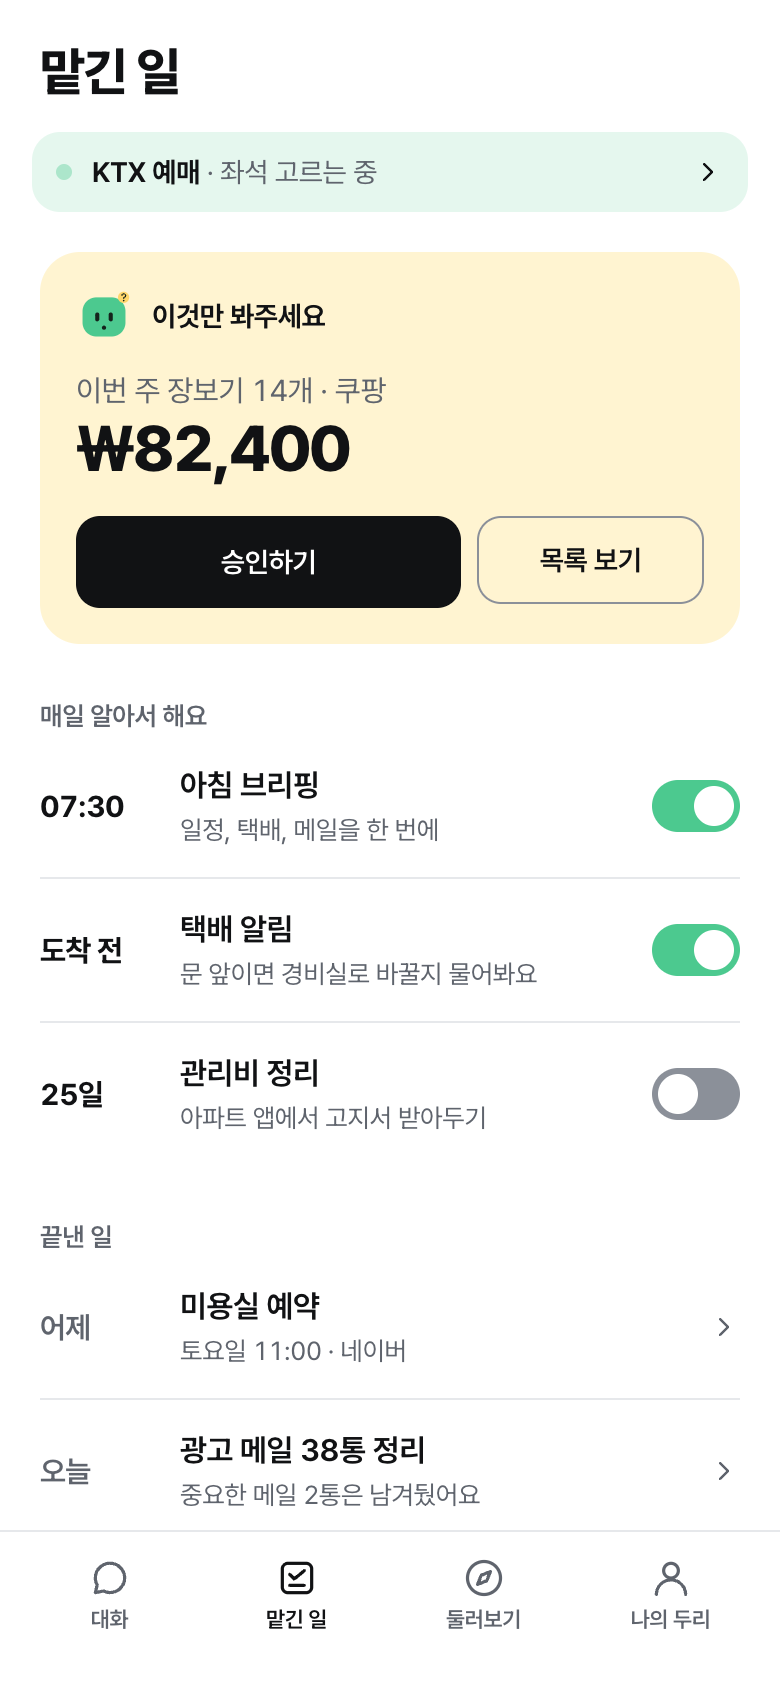 맡긴 일
KTX 예매 · 좌석 고르는 중
?
이것만 봐주세요
이번 주 장보기 14개 · 쿠팡
₩82,400
승인하기
목록 보기
매일 알아서 해요
07:30
아침 브리핑
일정, 택배, 메일을 한 번에
도착 전
택배 알림
문 앞이면 경비실로 바꿀지 물어봐요
25일
관리비 정리
아파트 앱에서 고지서 받아두기
끝낸 일
어제
미용실 예약
토요일 11:00 · 네이버
오늘
광고 메일 38통 정리
중요한 메일 2통은 남겨뒀어요
대화
맡긴 일
둘러보기
나의 두리